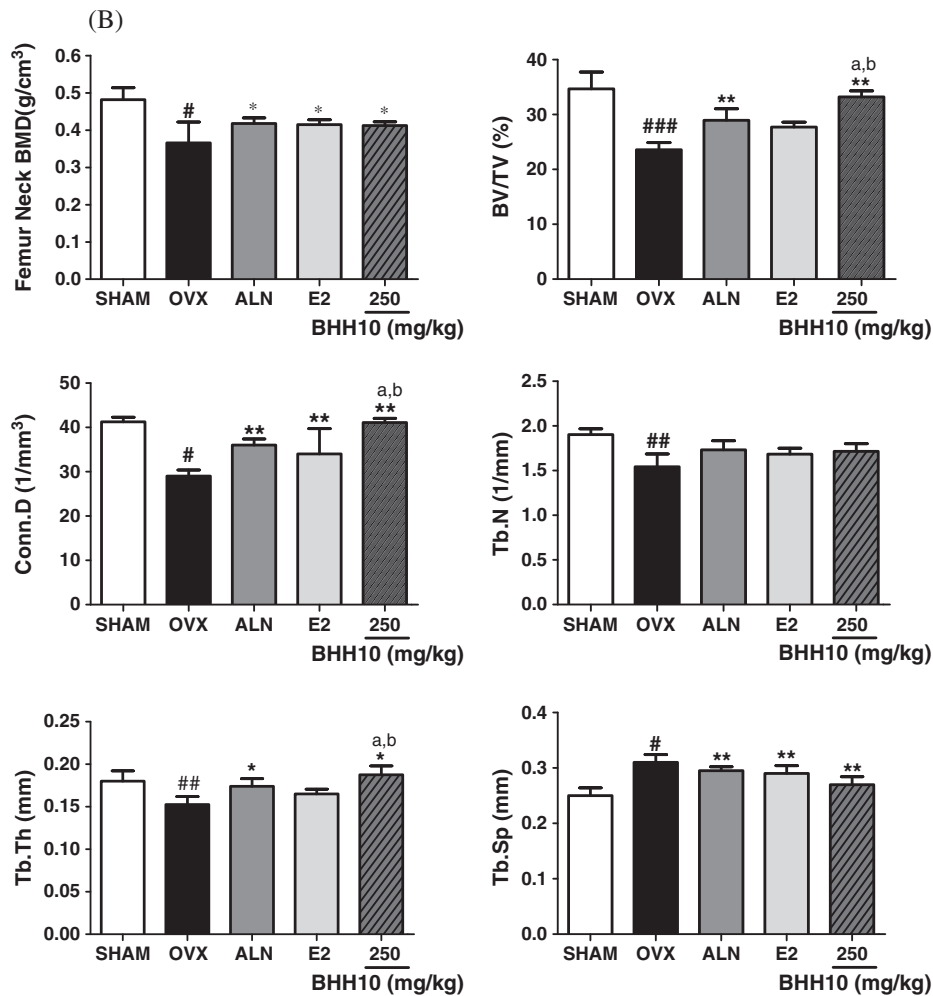 (B)
Femur Neck BMD(g/cm³)
0.6
0.5
0.4
0.3
0.2
0.1
0.0
#
*
*
*
SHAM OVX ALN E2 250
BHH10 (mg/kg)
BV/TV (%)
40
30
20
10
0
###
**
a,b
**
SHAM OVX ALN E2 250
BHH10 (mg/kg)
Conn.D (1/mm³)
50
40
30
20
10
0
#
**
**
a,b
**
SHAM OVX ALN E2 250
BHH10 (mg/kg)
Tb.N (1/mm)
2.5
2.0
1.5
1.0
0.5
0.0
##
SHAM OVX ALN E2 250
BHH10 (mg/kg)
Tb.Th (mm)
0.25
0.20
0.15
0.10
0.05
0.00
##
*
a,b
*
SHAM OVX ALN E2 250
BHH10 (mg/kg)
Tb.Sp (mm)
0.4
0.3
0.2
0.1
0.0
#
**
**
**
SHAM OVX ALN E2 250
BHH10 (mg/kg)